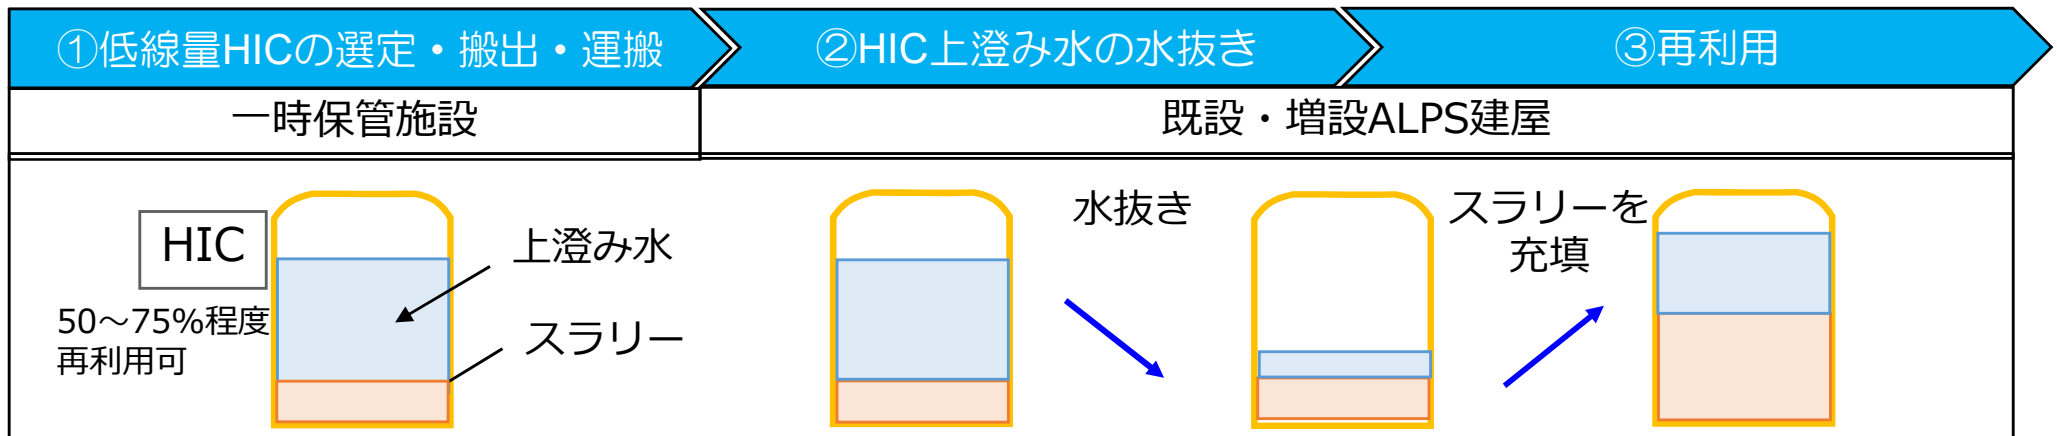 ①低線量HICの選定・搬出・運搬
②HIC上澄み水の水抜き
③再利用
一時保管施設
既設・増設ALPS建屋
HIC
50～75%程度
再利用可
上澄み水
スラリー
水抜き
スラリーを
充填